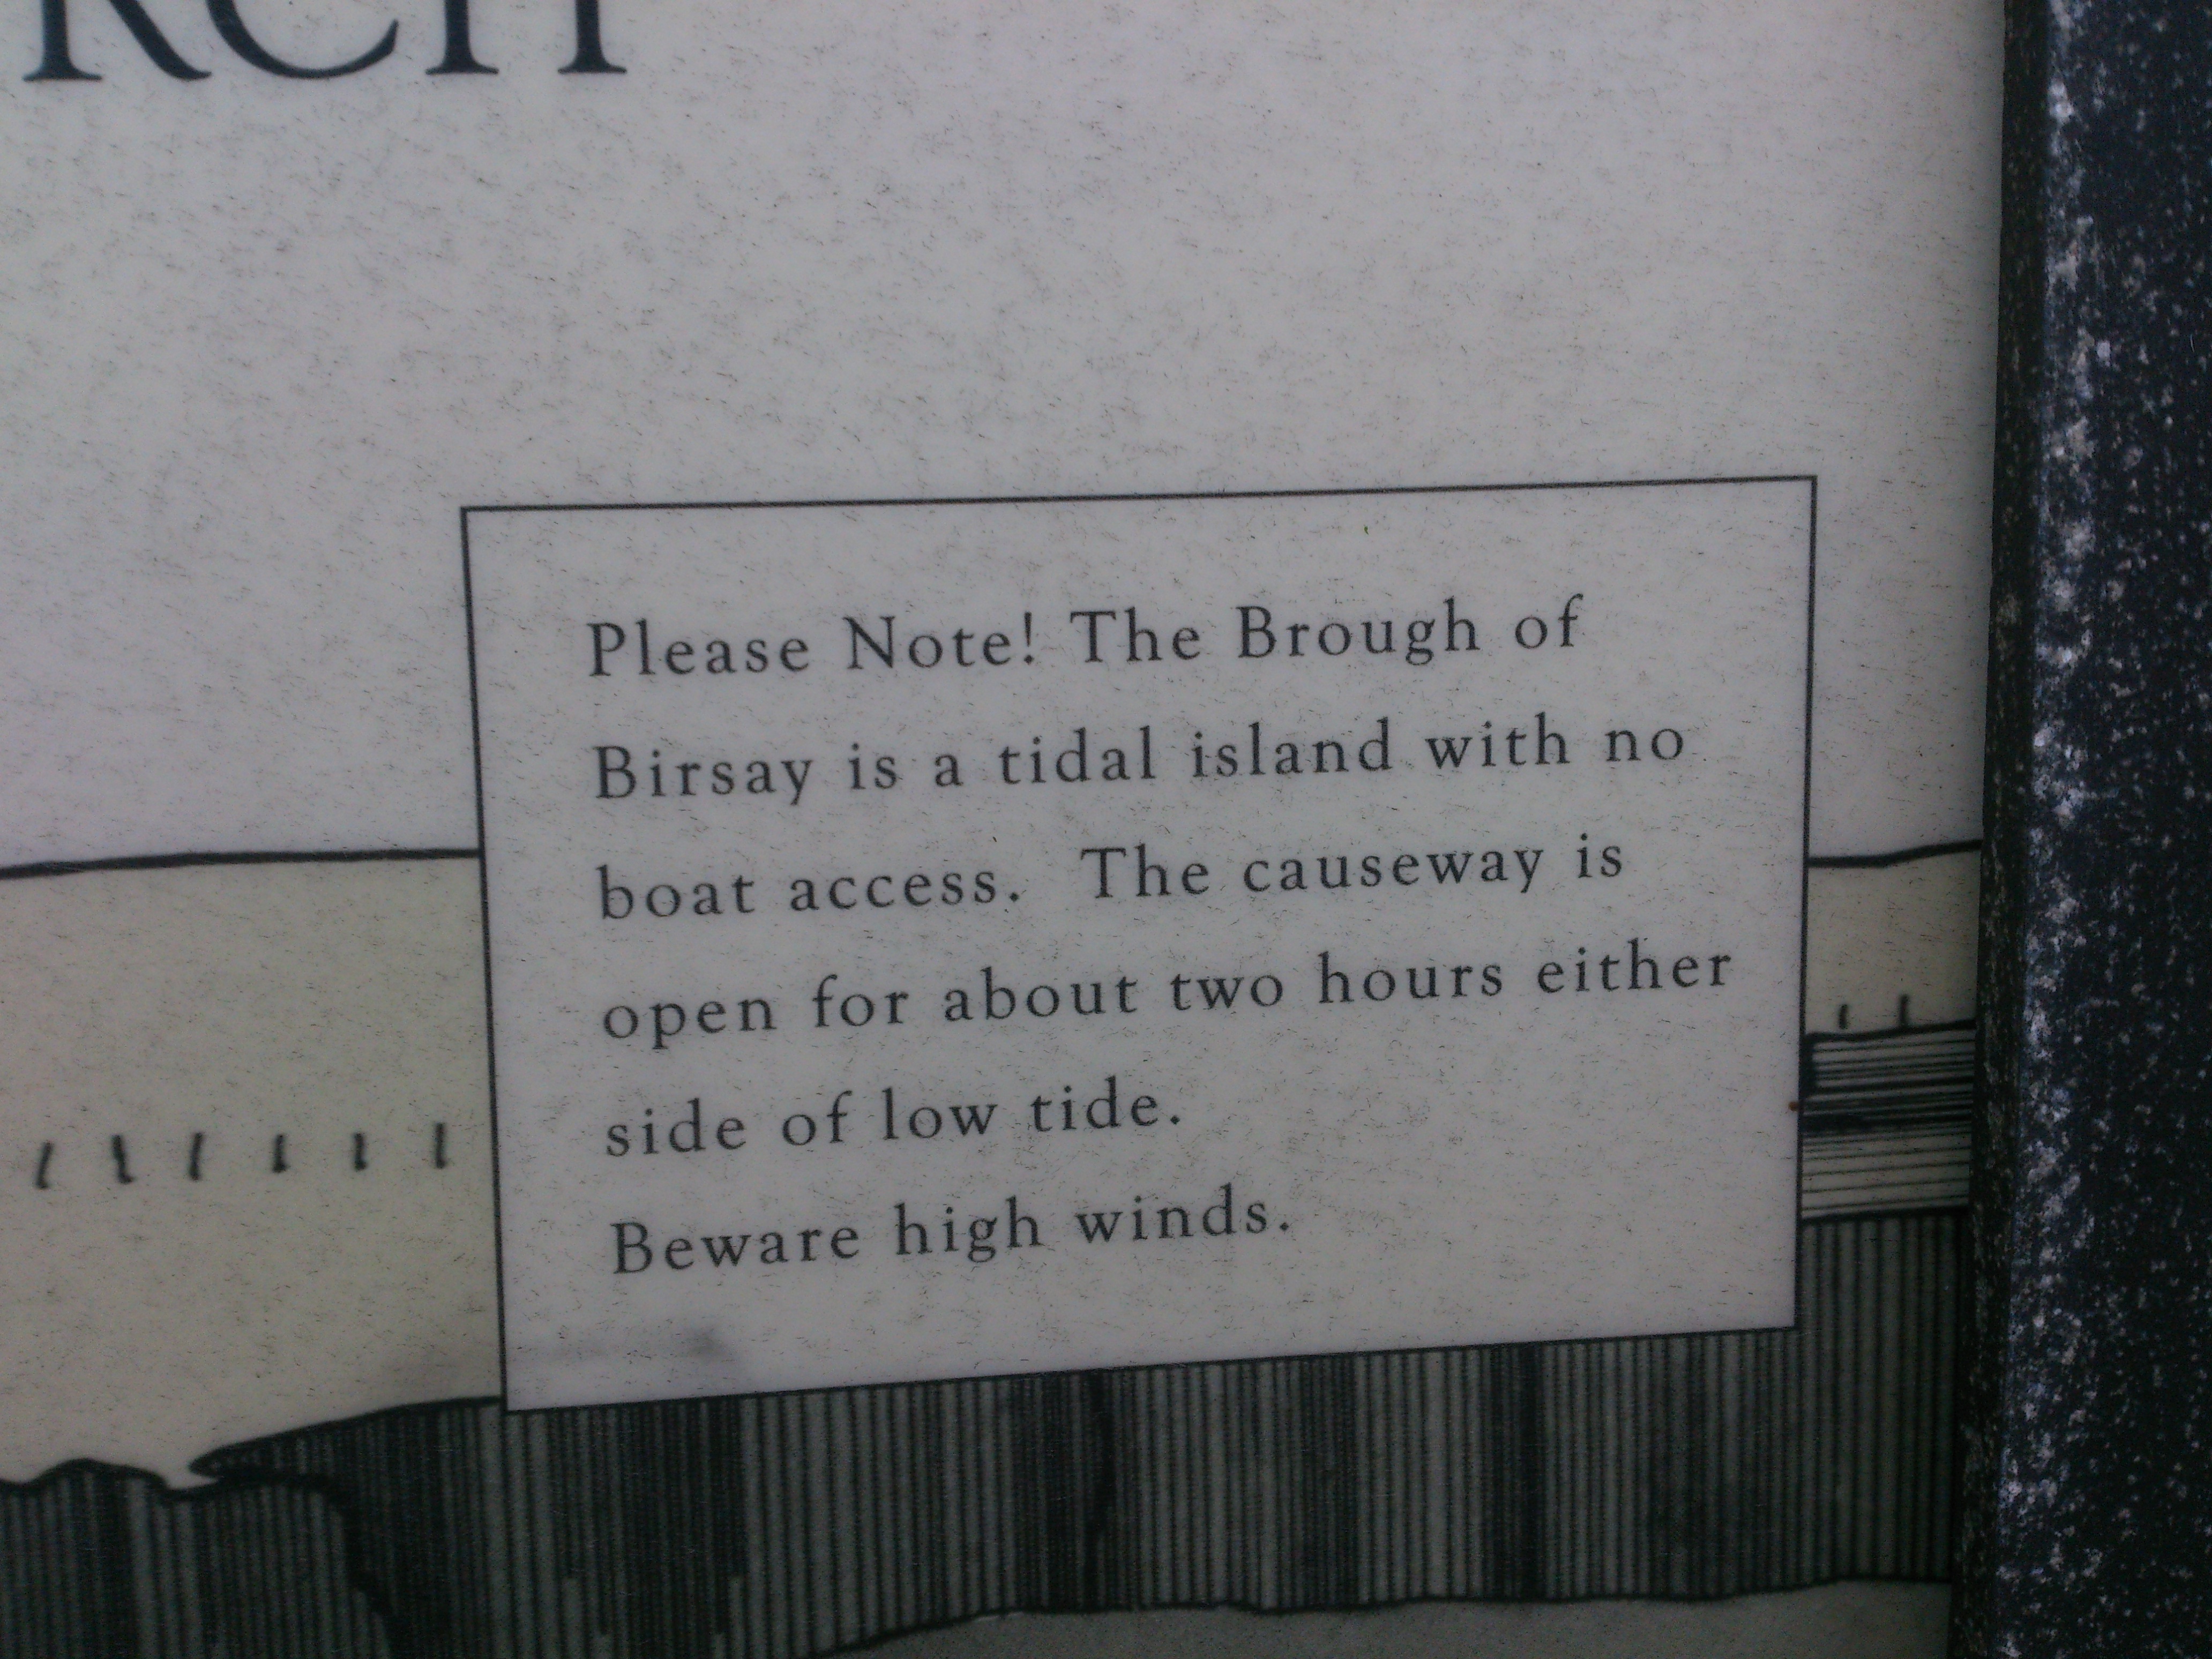 RCH
Please Note! The Brough of
Birsay is a tidal island with no
boat access. The causeway is
open for about two hours either
side of low tide.
Beware high winds.